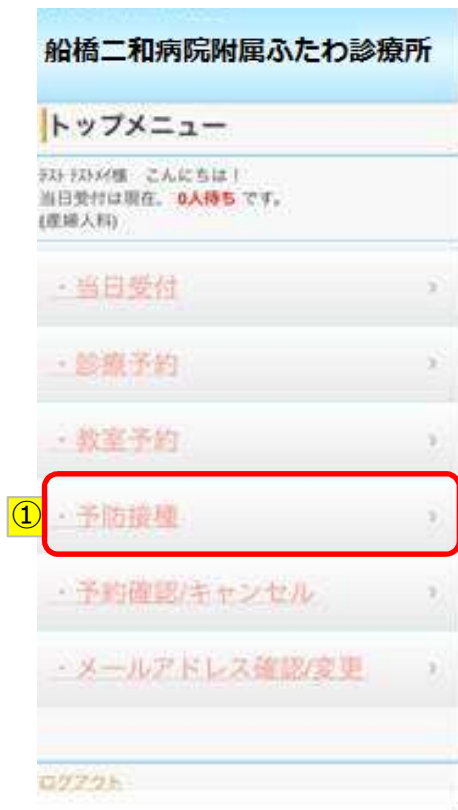 船橋二和病院附属ふたわ診療所
トップメニュー
ﾃｽﾄ ﾃｽﾄﾒｲ様 こんにちは!
当日受付は現在、 0人待ち です。
(産婦人科)
・当日受付 ›
・診療予約 ›
・教室予約 ›
① ・予防接種 ›
・予約確認/キャンセル ›
・メールアドレス確認/変更 ›
ログアウト